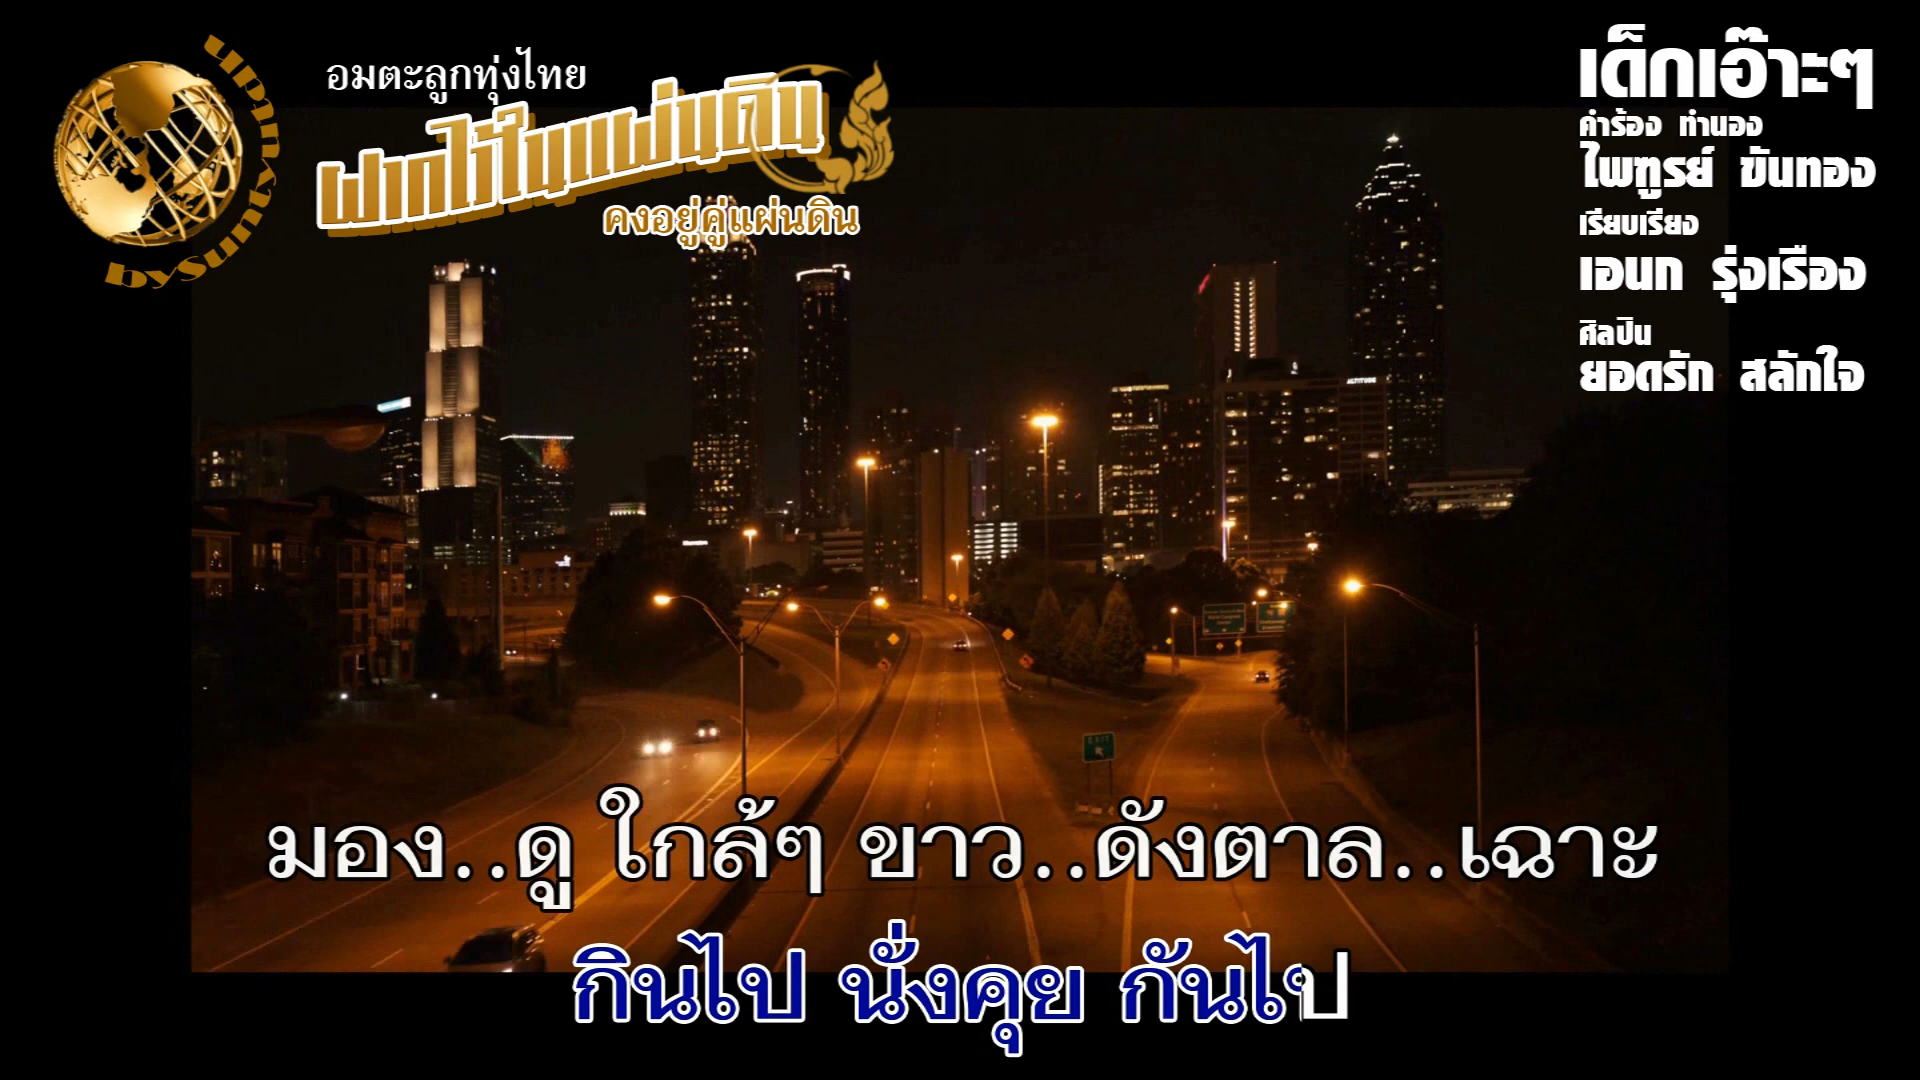 bysunyanuch
อมตะลูกทุ่งไทย
ฝากไว้ในแผ่นดิน
คงอยู่คู่แผ่นดิน
เด็กเอ๊าะๆ
คำร้อง ทำนอง
ไพฑูรย์ ขันทอง
เรียบเรียง
เอนก รุ่งเรือง
ศิลปิน
ยอดรัก สลักใจ
ALTITUDE
EXIT
มอง..ดู ใกล้ๆ ขาว..ดังตาล..เฉาะ
กินไป นั่งคุย กันไป